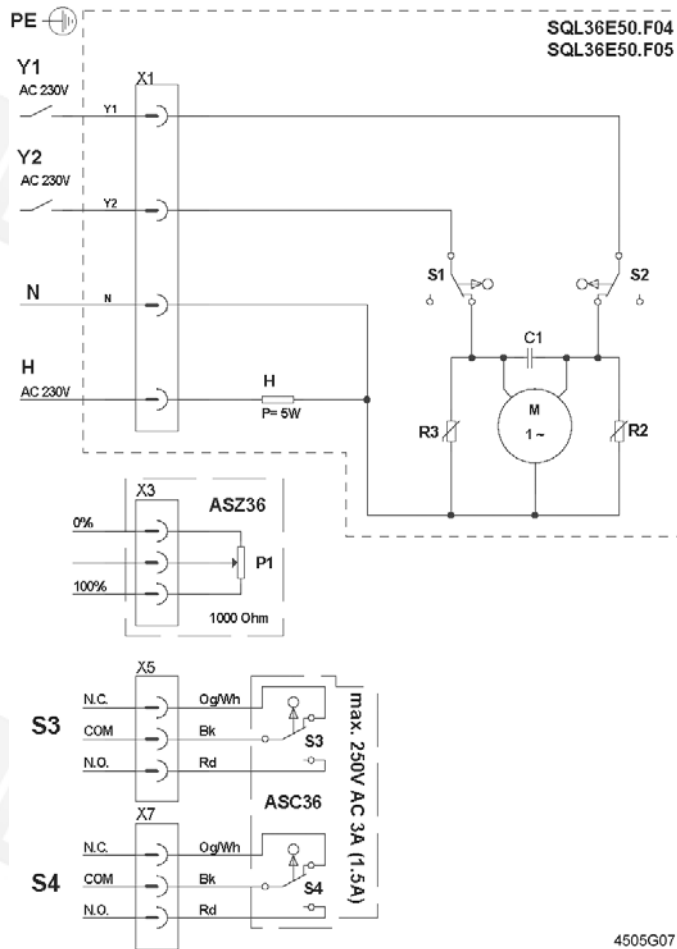 PE
SQL36E50.F04
SQL36E50.F05
Y1
AC 230V
X1
Y1
Y2
AC 230V
Y2
S1
S2
N
N
C1
H
AC 230V
H
P= 5W
M
1 ~
R3
R2
X3
ASZ36
0%
P1
100%
1000 Ohm
X5
S3
N.C.
Og/Wh
COM
Bk
S3
N.O.
Rd
max. 250V AC 3A (1.5A)
ASC36
X7
S4
N.C.
Og/Wh
COM
Bk
S4
N.O.
Rd
4505G07